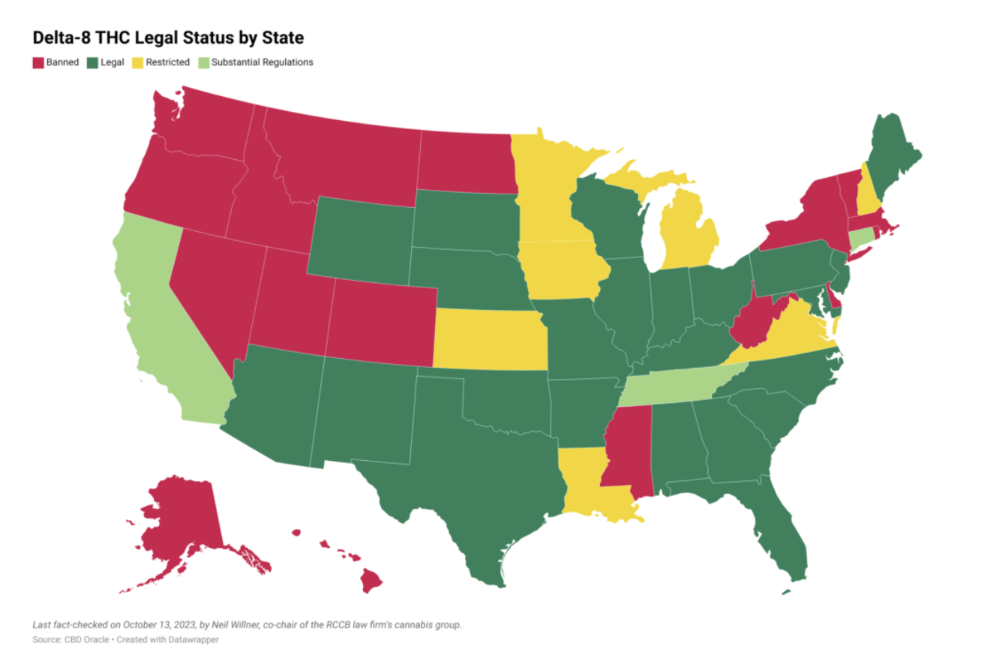 Delta-8 THC Legal Status by State
Banned Legal Restricted Substantial Regulations
Last fact-checked on October 13, 2023, by Neil Willner, co-chair of the RCCB law firm's cannabis group.
Source: CBD Oracle • Created with Datawrapper